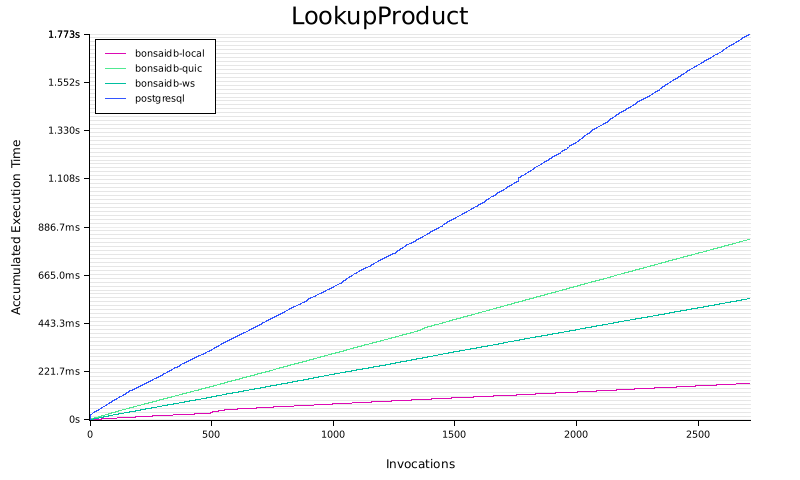 LookupProduct
1.773s
bonsaidb-local
bonsaidb-quic
bonsaidb-ws
postgresql
1.552s
1.330s
1.108s
886.7ms
665.0ms
443.3ms
221.7ms
0s
Accumulated Execution Time
0 500 1000 1500 2000 2500
Invocations